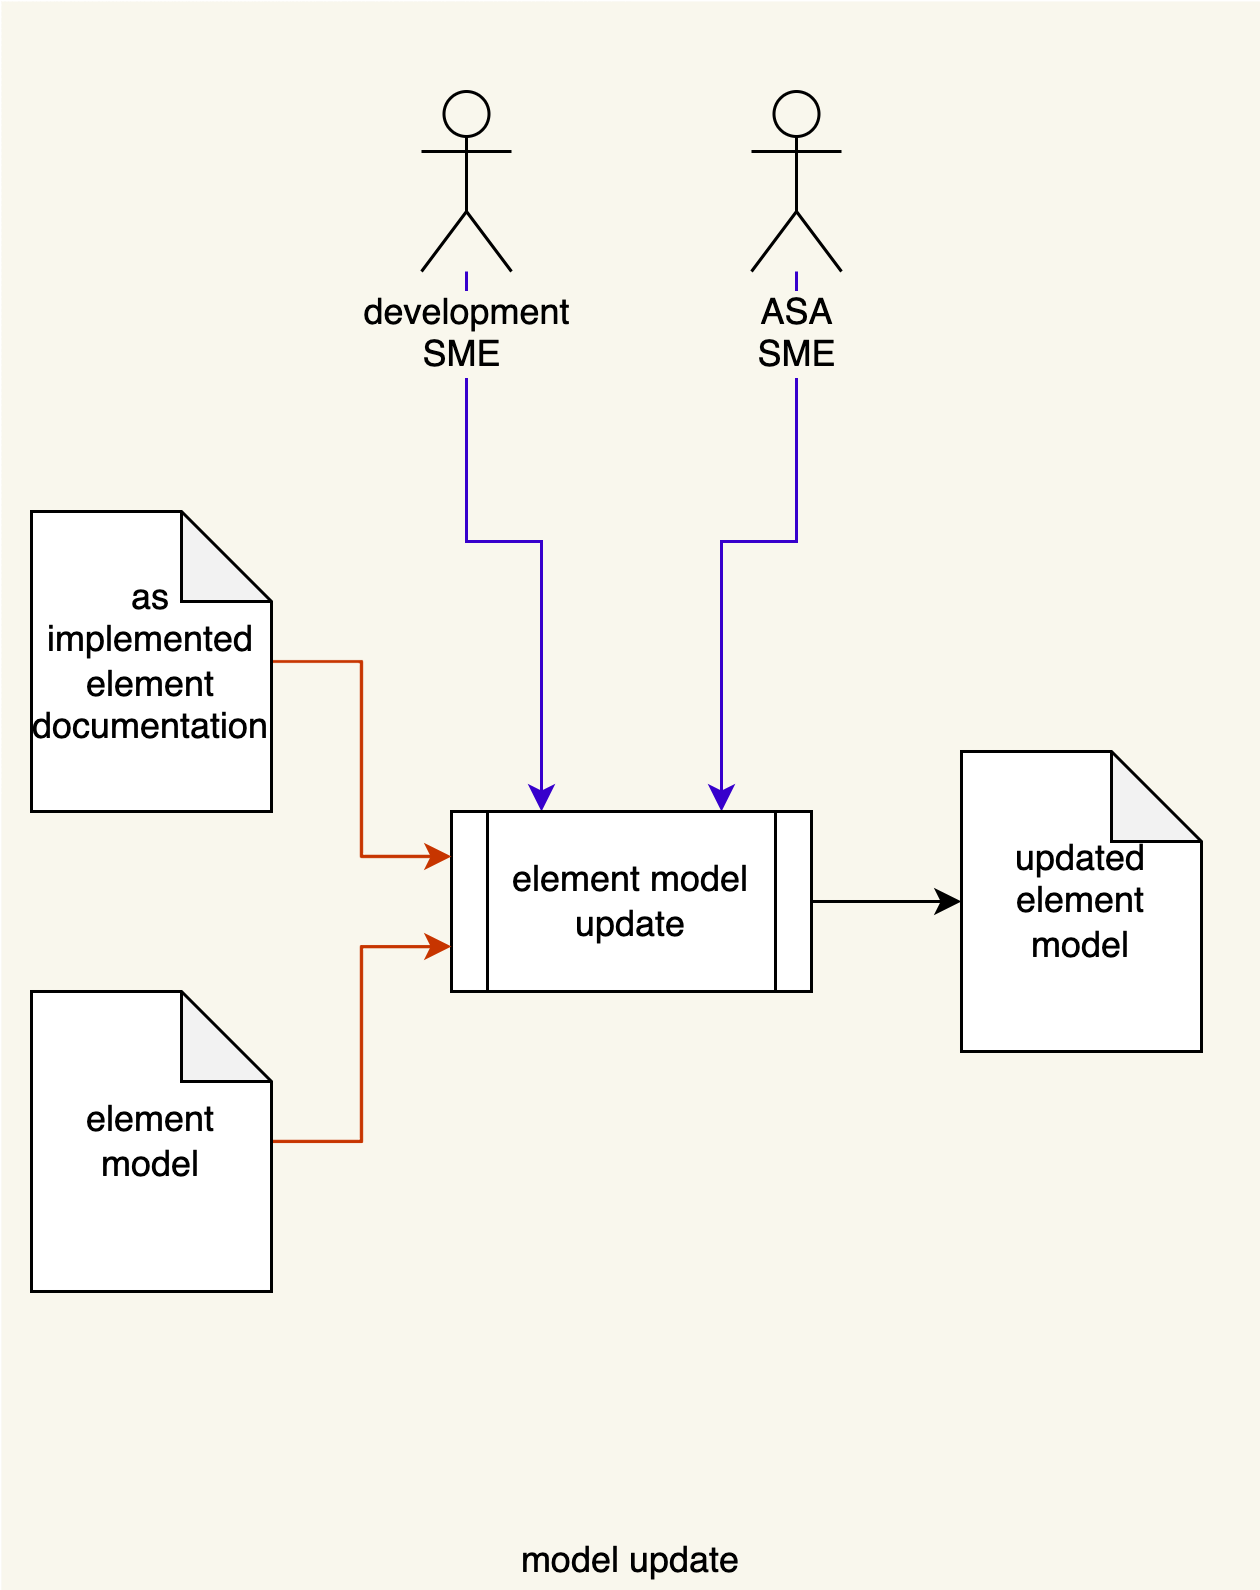 development
SME
ASA
SME
as
implemented
element
documentation
element model
update
updated
element
model
element
model
model update